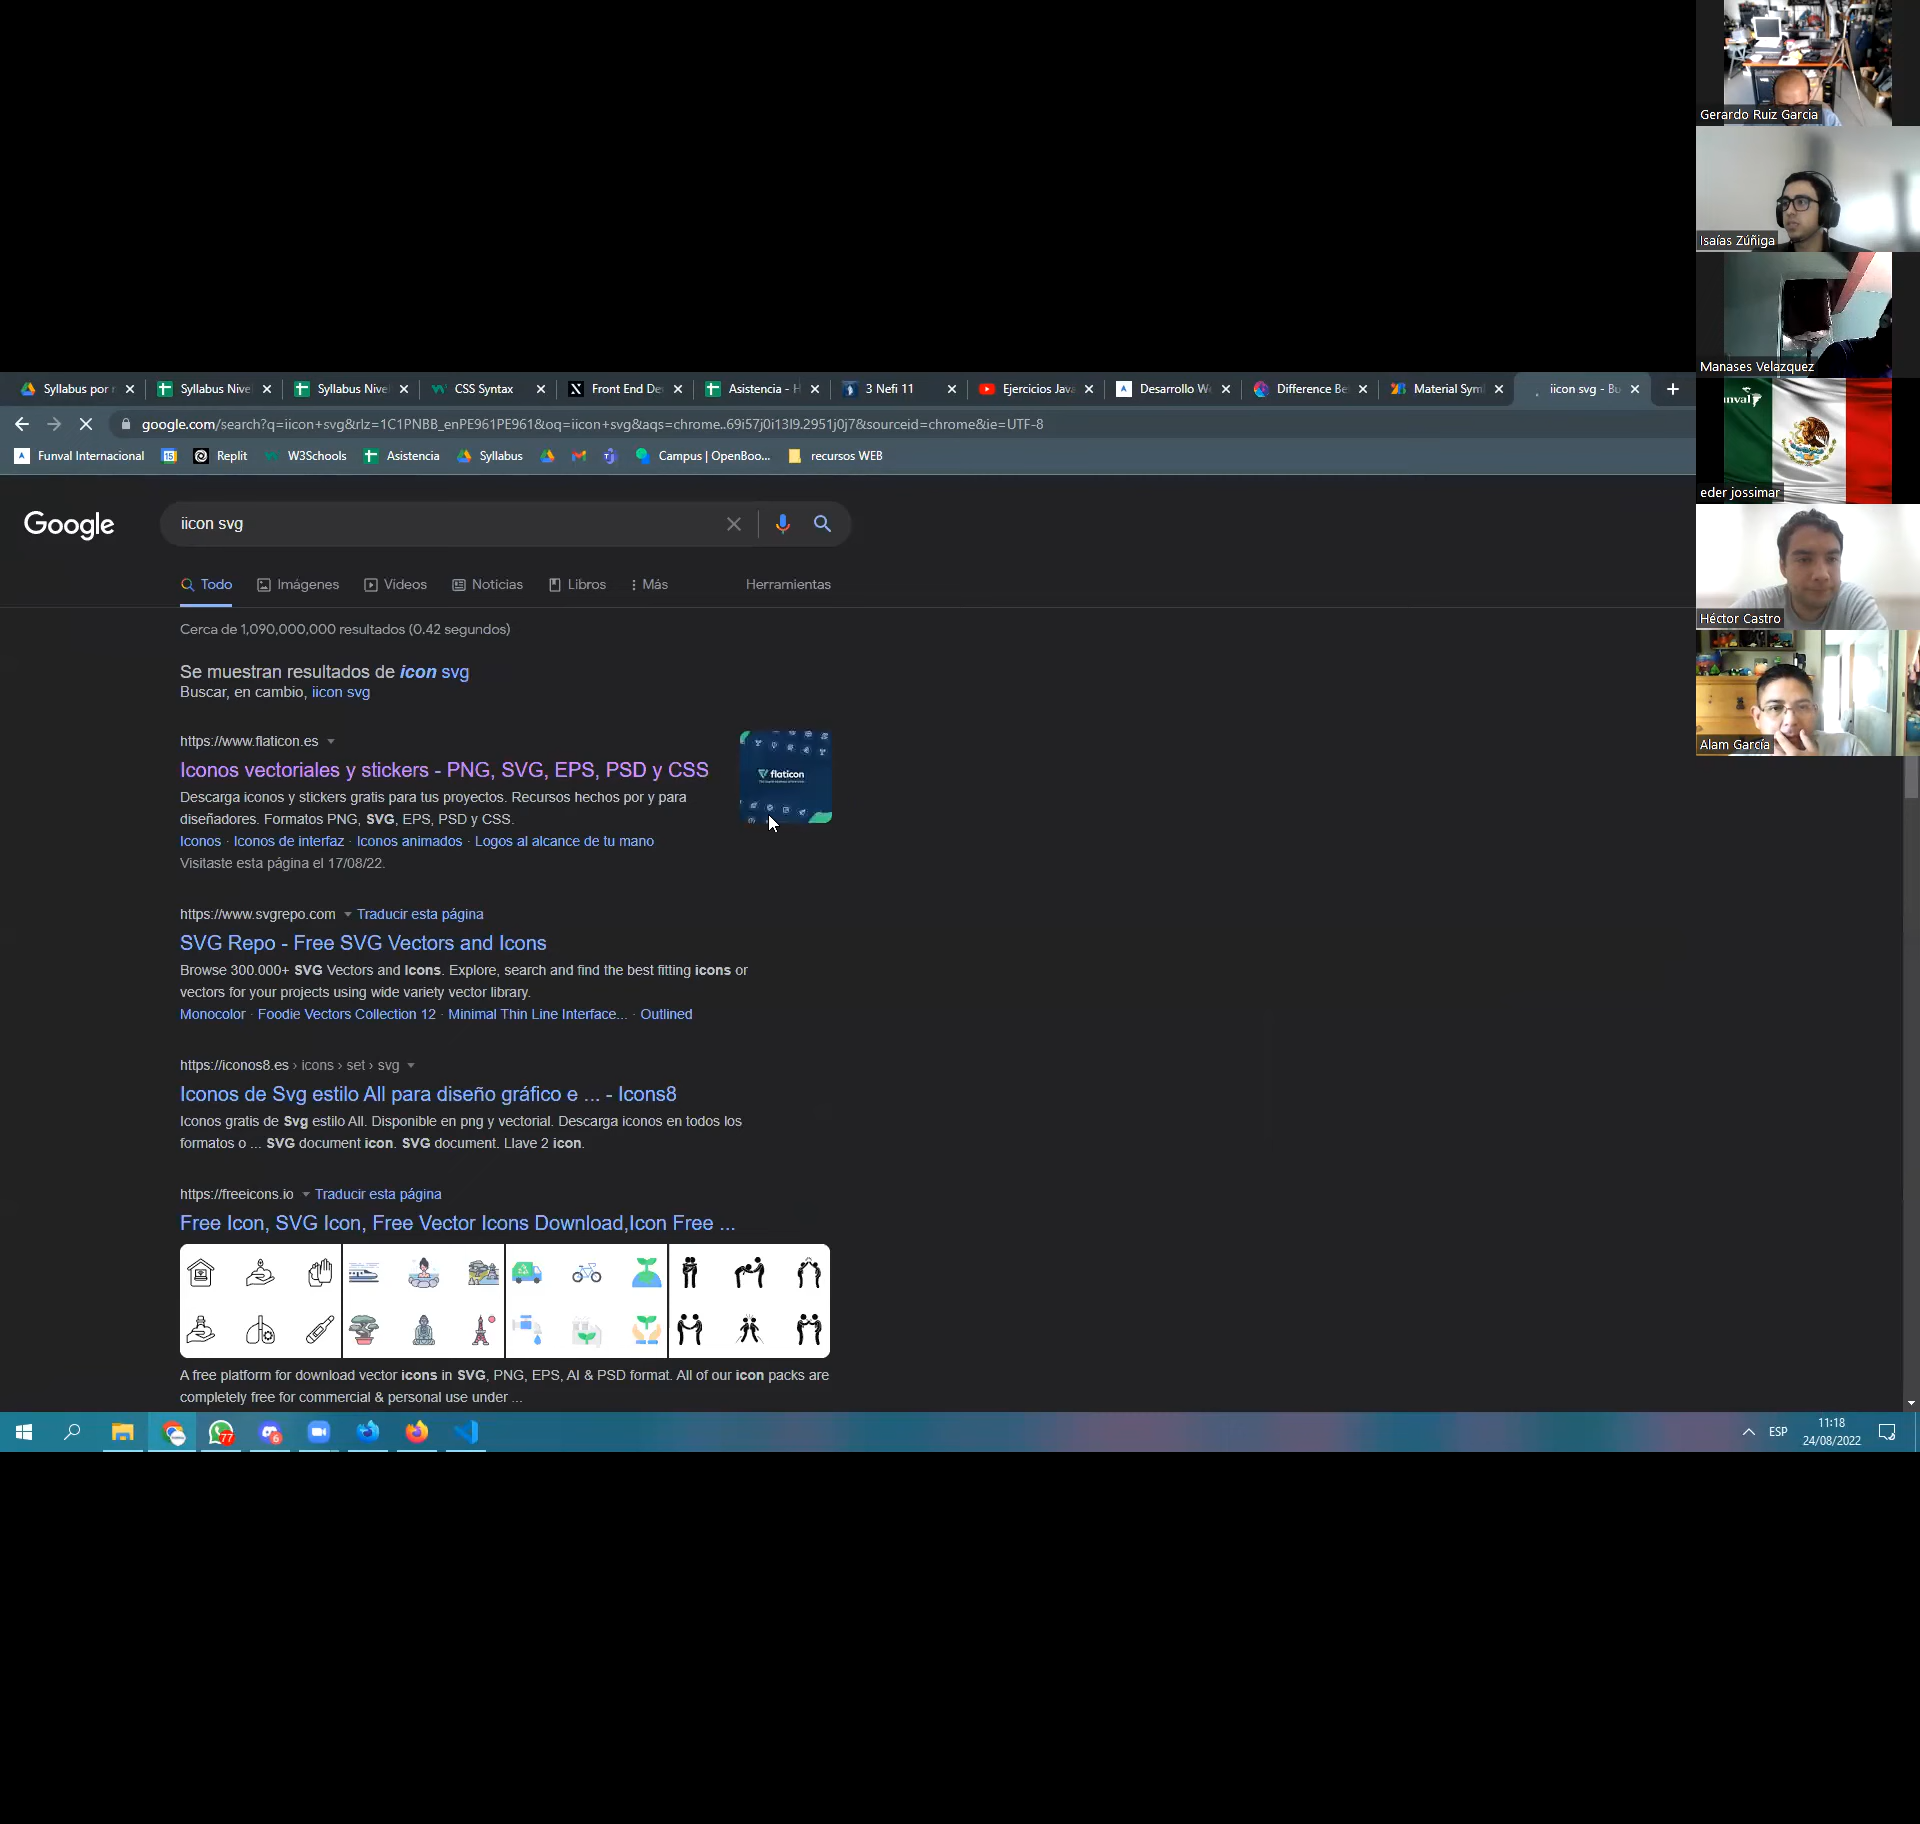 Gerardo Ruiz Garcia
Isaías Zúñiga
Manases Velazquez
eder jossimar
Héctor Castro
Alam García
Syllabus por
Syllabus Nive
Syllabus Nive
CSS Syntax
Front End De
Asistencia - H
3 Nefi 11
Ejercicios Java
Desarrollo W
Difference Be
Material Sym
iicon svg - Bu
google.com/search?q=iicon+svg&rlz=1C1PNBB_enPE961PE961&oq=iicon+svg&aqs=chrome..69i57j0i13l9.2951j0j7&sourceid=chrome&ie=UTF-8
Funval Internacional
15
Replit
W3Schools
Asistencia
Syllabus
Campus | OpenBoo...
recursos WEB
Google
iicon svg
Todo
Imágenes
Videos
Noticias
Libros
Más
Herramientas
Cerca de 1,090,000,000 resultados (0.42 segundos)
Se muestran resultados de icon svg
Buscar, en cambio, iicon svg
https://www.flaticon.es
Iconos vectoriales y stickers - PNG, SVG, EPS, PSD y CSS
Descarga iconos y stickers gratis para tus proyectos. Recursos hechos por y para
diseñadores. Formatos PNG, SVG, EPS, PSD y CSS.
Iconos · Iconos de interfaz · Iconos animados · Logos al alcance de tu mano
Visitaste esta página el 17/08/22.
flaticon
https://www.svgrepo.com Traducir esta página
SVG Repo - Free SVG Vectors and Icons
Browse 300.000+ SVG Vectors and Icons. Explore, search and find the best fitting icons or
vectors for your projects using wide variety vector library.
Monocolor · Foodie Vectors Collection 12 · Minimal Thin Line Interface... · Outlined
https://iconos8.es › icons › set › svg
Iconos de Svg estilo All para diseño gráfico e ... - Icons8
Iconos gratis de Svg estilo All. Disponible en png y vectorial. Descarga iconos en todos los
formatos o ... SVG document icon. SVG document. Llave 2 icon.
https://freeicons.io Traducir esta página
Free Icon, SVG Icon, Free Vector Icons Download,Icon Free ...
A free platform for download vector icons in SVG, PNG, EPS, AI & PSD format. All of our icon packs are
completely free for commercial & personal use under ...
77
6
ESP
11:18
24/08/2022